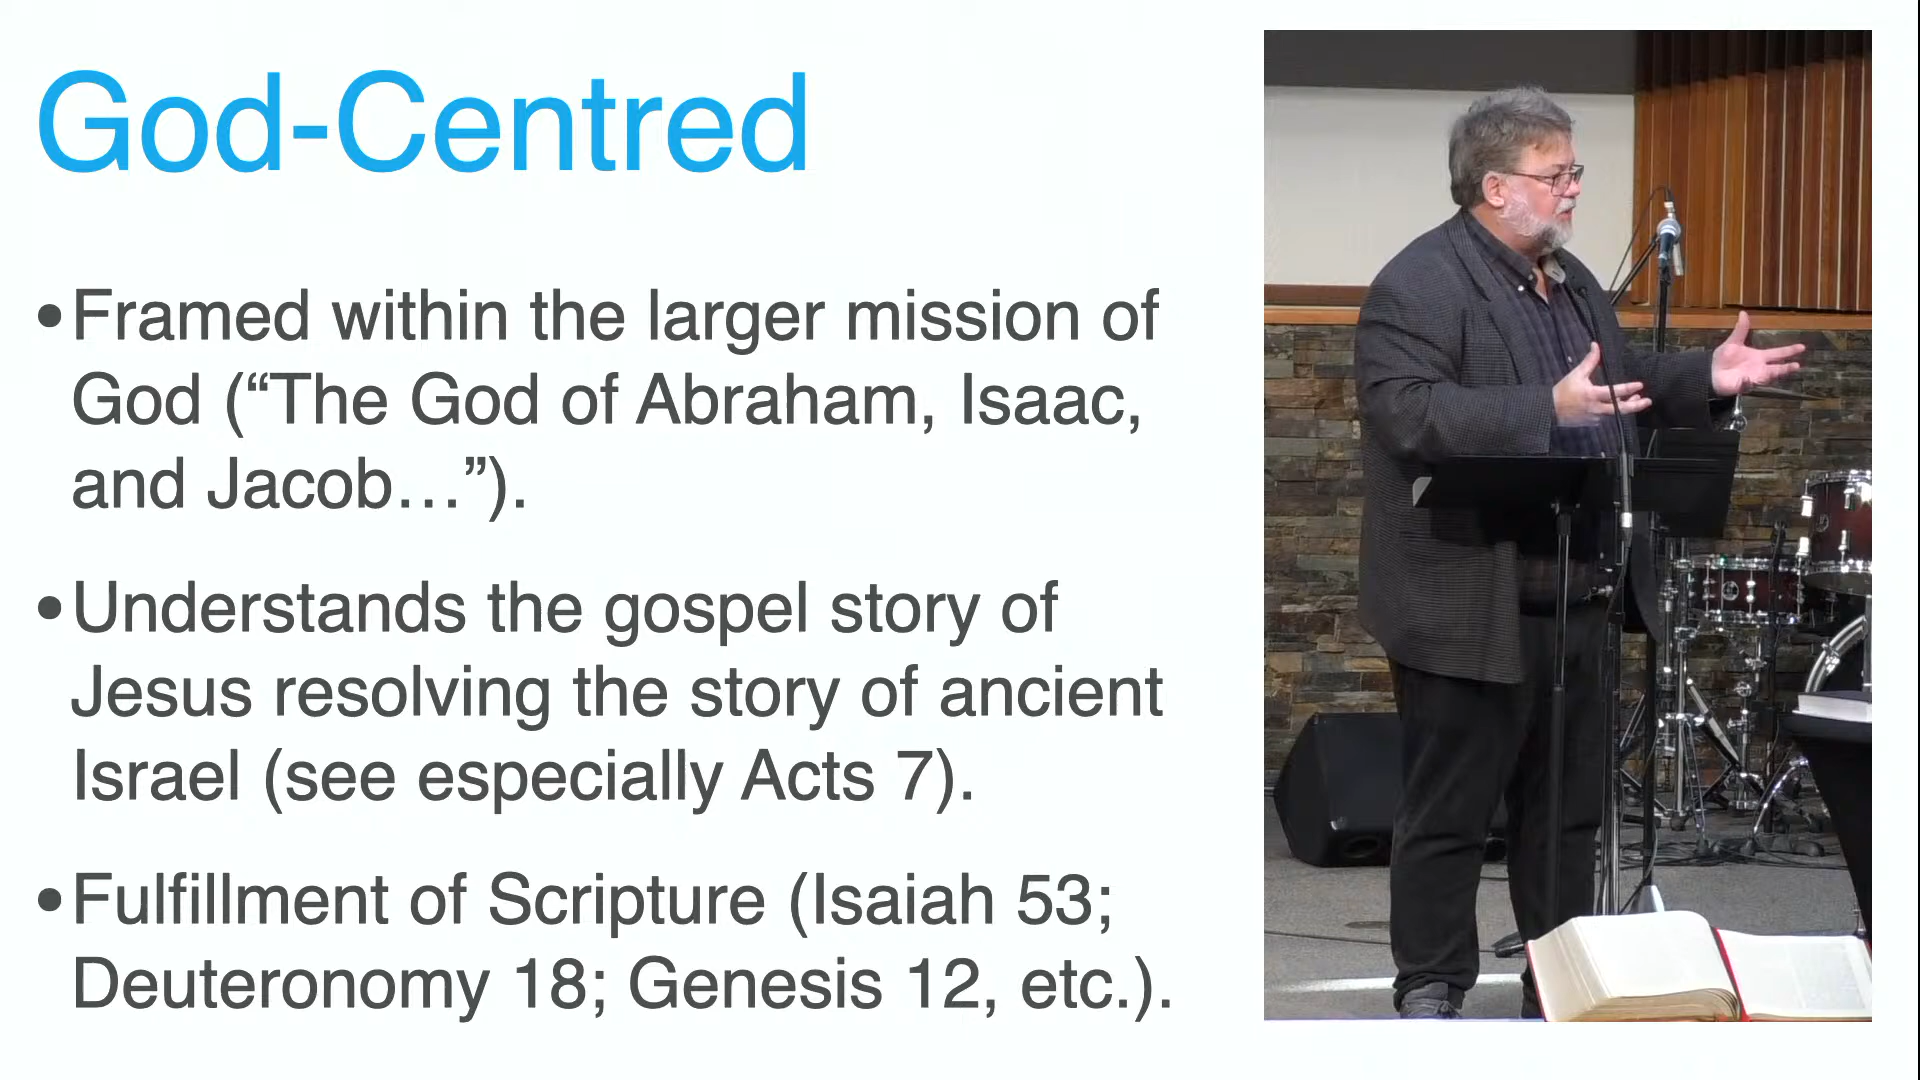 God-Centred
•Framed within the larger mission of
God (“The God of Abraham, Isaac,
and Jacob…”).
•Understands the gospel story of
Jesus resolving the story of ancient
Israel (see especially Acts 7).
•Fulfillment of Scripture (Isaiah 53;
Deuteronomy 18; Genesis 12, etc.).